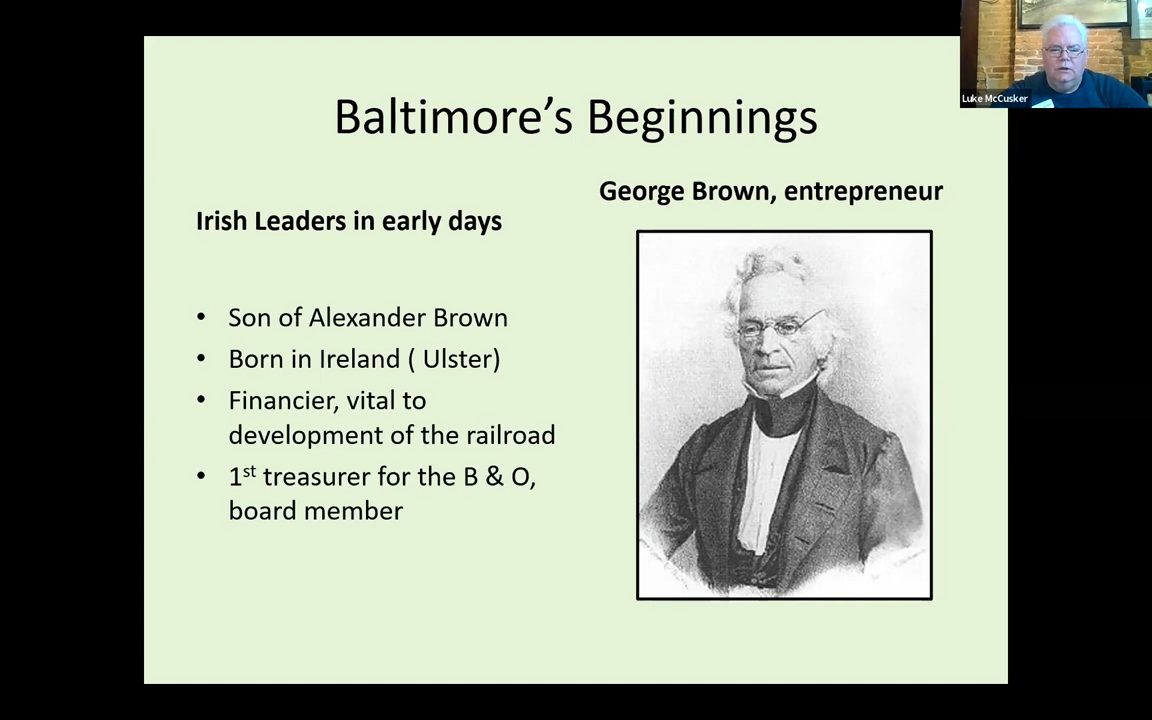 Baltimore's Beginnings
Luke McCusker
George Brown, entrepreneur
Irish Leaders in early days
• Son of Alexander Brown
• Born in Ireland ( Ulster)
• Financier, vital to
development of the railroad
• 1st treasurer for the B & O,
board member